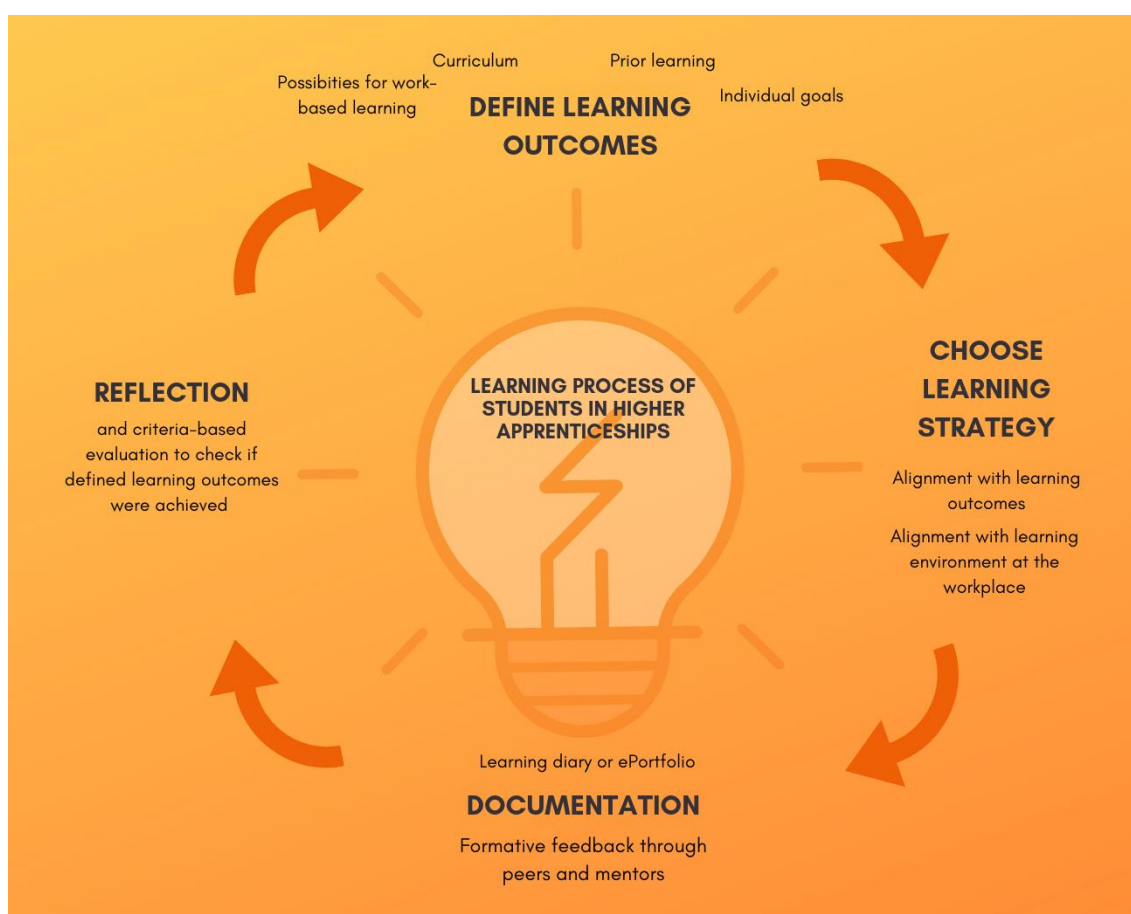 Curriculum
Prior learning
Possibities for work-
based learning
Individual goals
DEFINE LEARNING
OUTCOMES
CHOOSE
LEARNING
STRATEGY
Alignment with learning
outcomes
Alignment with learning
environment at the
workplace
LEARNING PROCESS OF
STUDENTS IN HIGHER
APPRENTICESHIPS
REFLECTION
and criteria-based
evaluation to check if
defined learning outcomes
were achieved
Learning diary or ePortfolio
DOCUMENTATION
Formative feedback through
peers and mentors